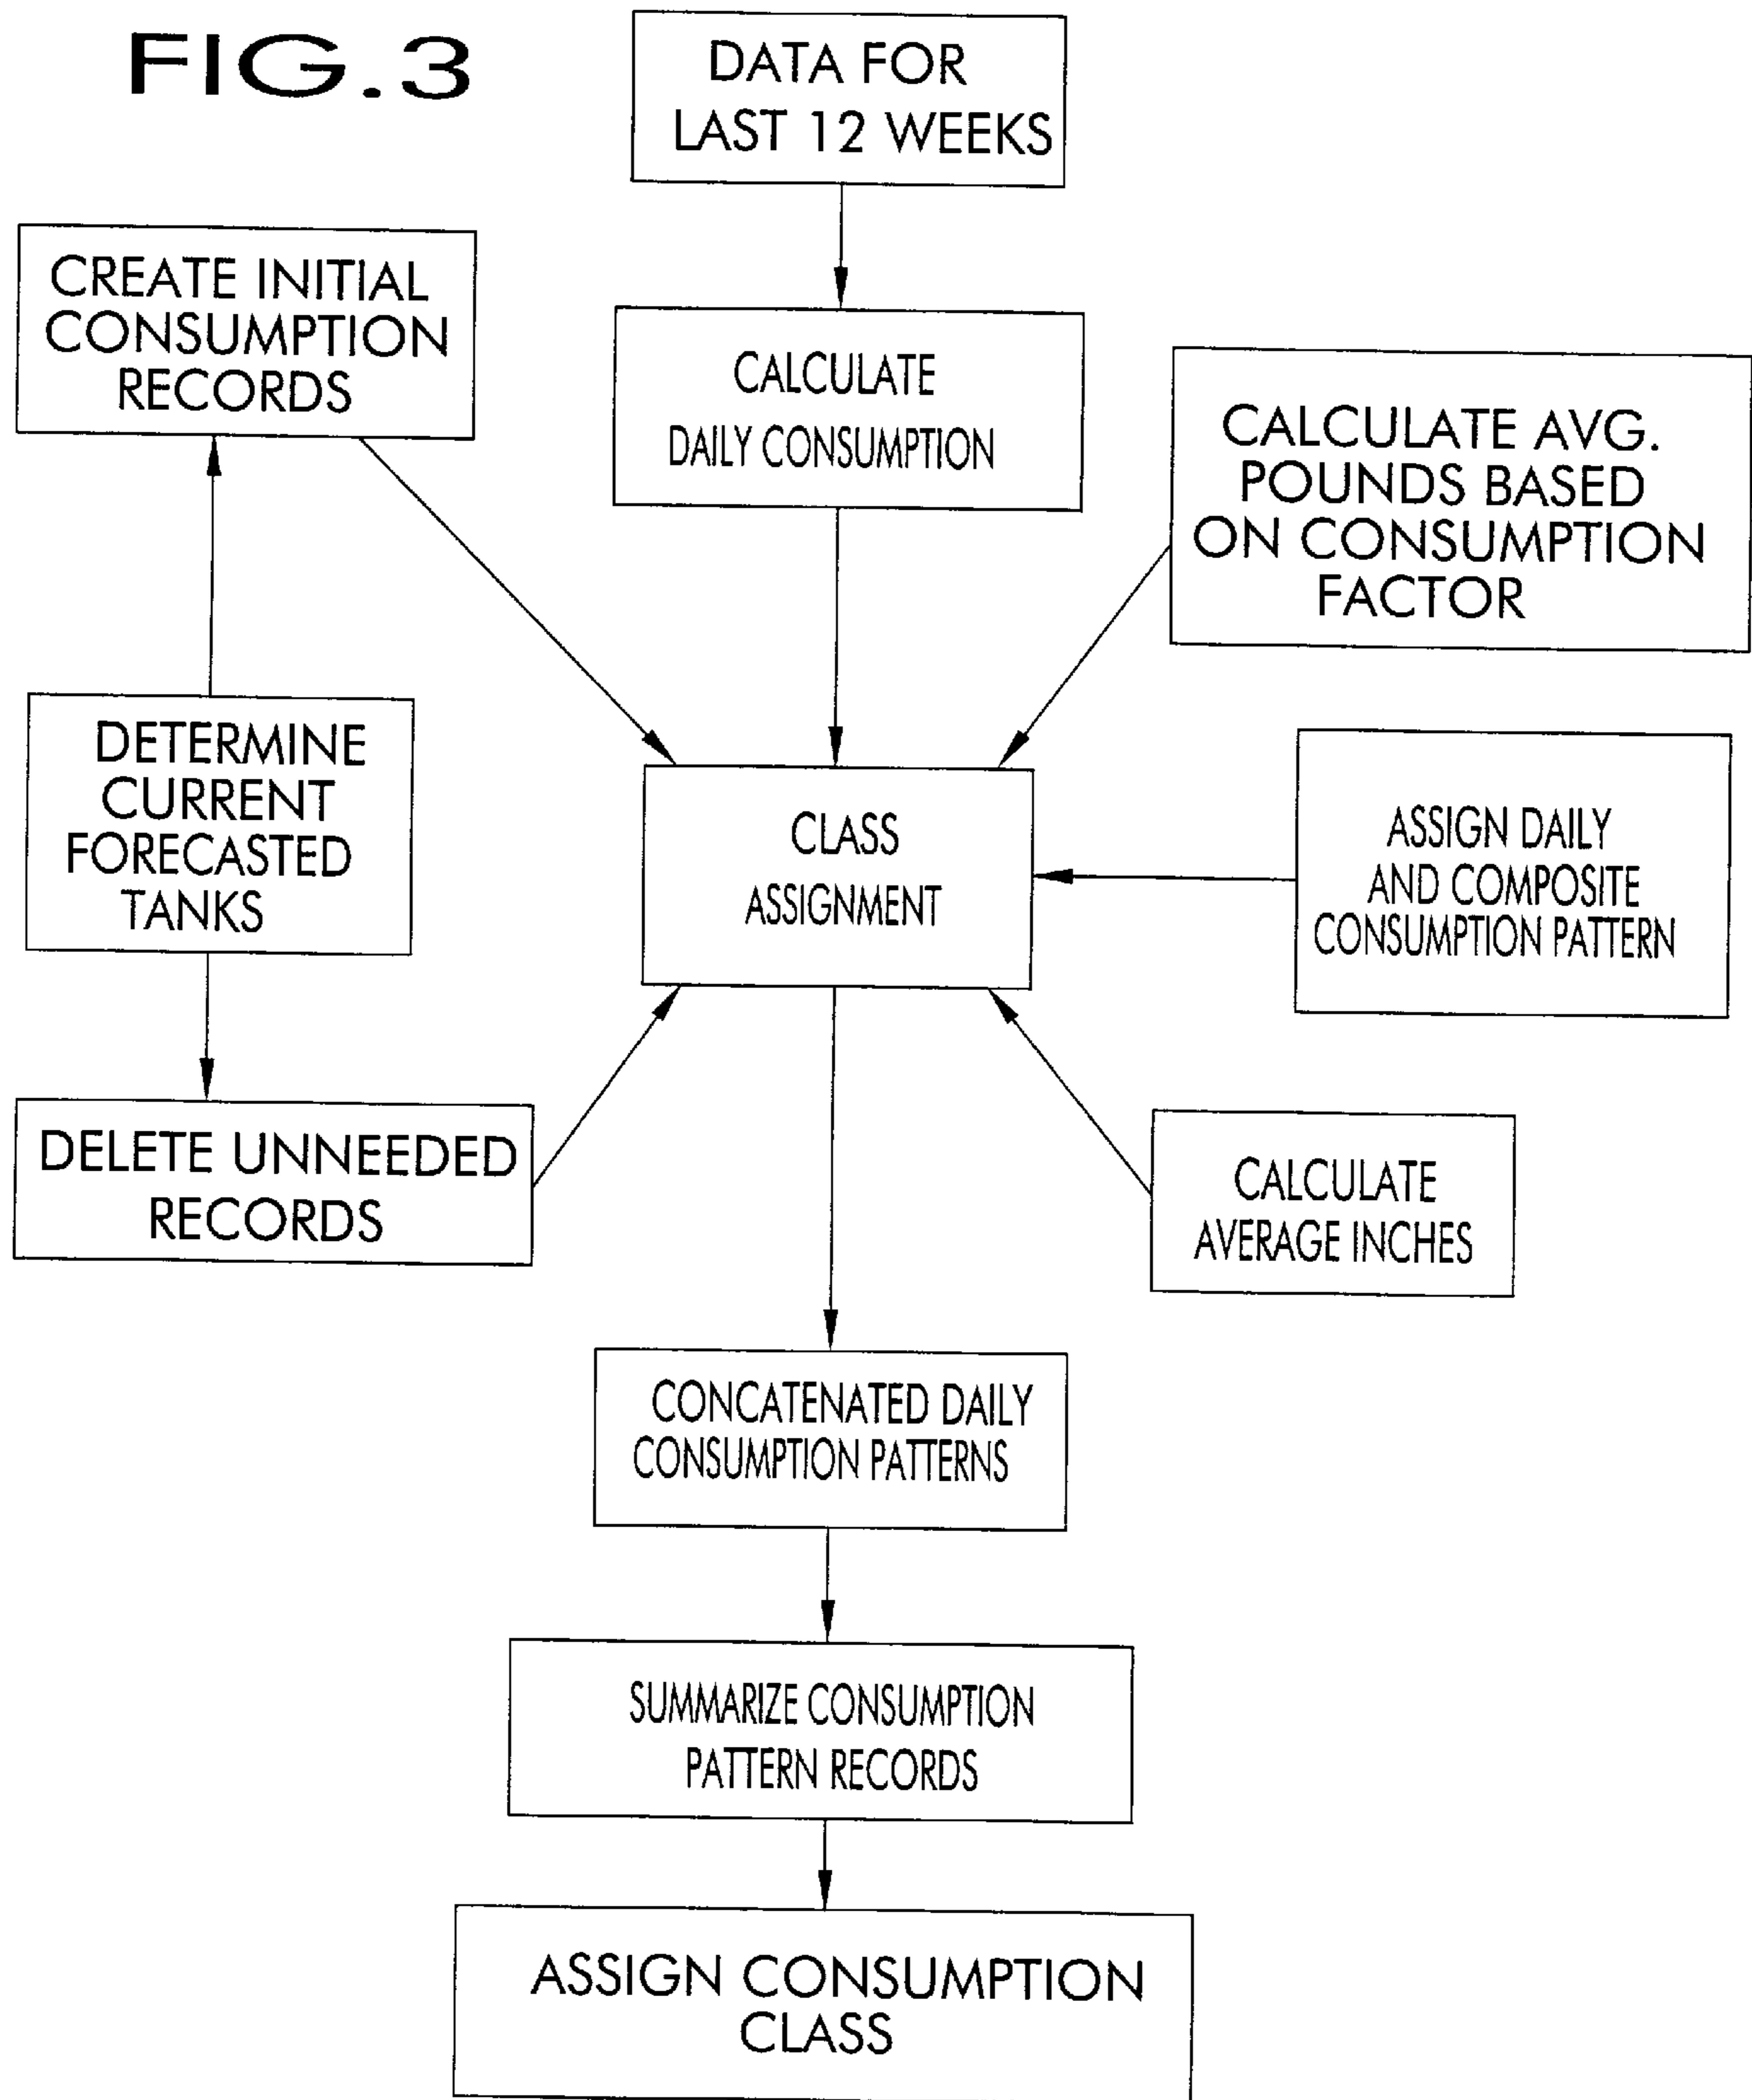 FIG.3
DATA FOR
LAST 12 WEEKS
CREATE INITIAL
CONSUMPTION
RECORDS
CALCULATE
DAILY CONSUMPTION
CALCULATE AVG.
POUNDS BASED
ON CONSUMPTION
FACTOR
DETERMINE
CURRENT
FORECASTED
TANKS
CLASS
ASSIGNMENT
ASSIGN DAILY
AND COMPOSITE
CONSUMPTION PATTERN
DELETE UNNEEDED
RECORDS
CALCULATE
AVERAGE INCHES
CONCATENATED DAILY
CONSUMPTION PATTERNS
SUMMARIZE CONSUMPTION
PATTERN RECORDS
ASSIGN CONSUMPTION
CLASS